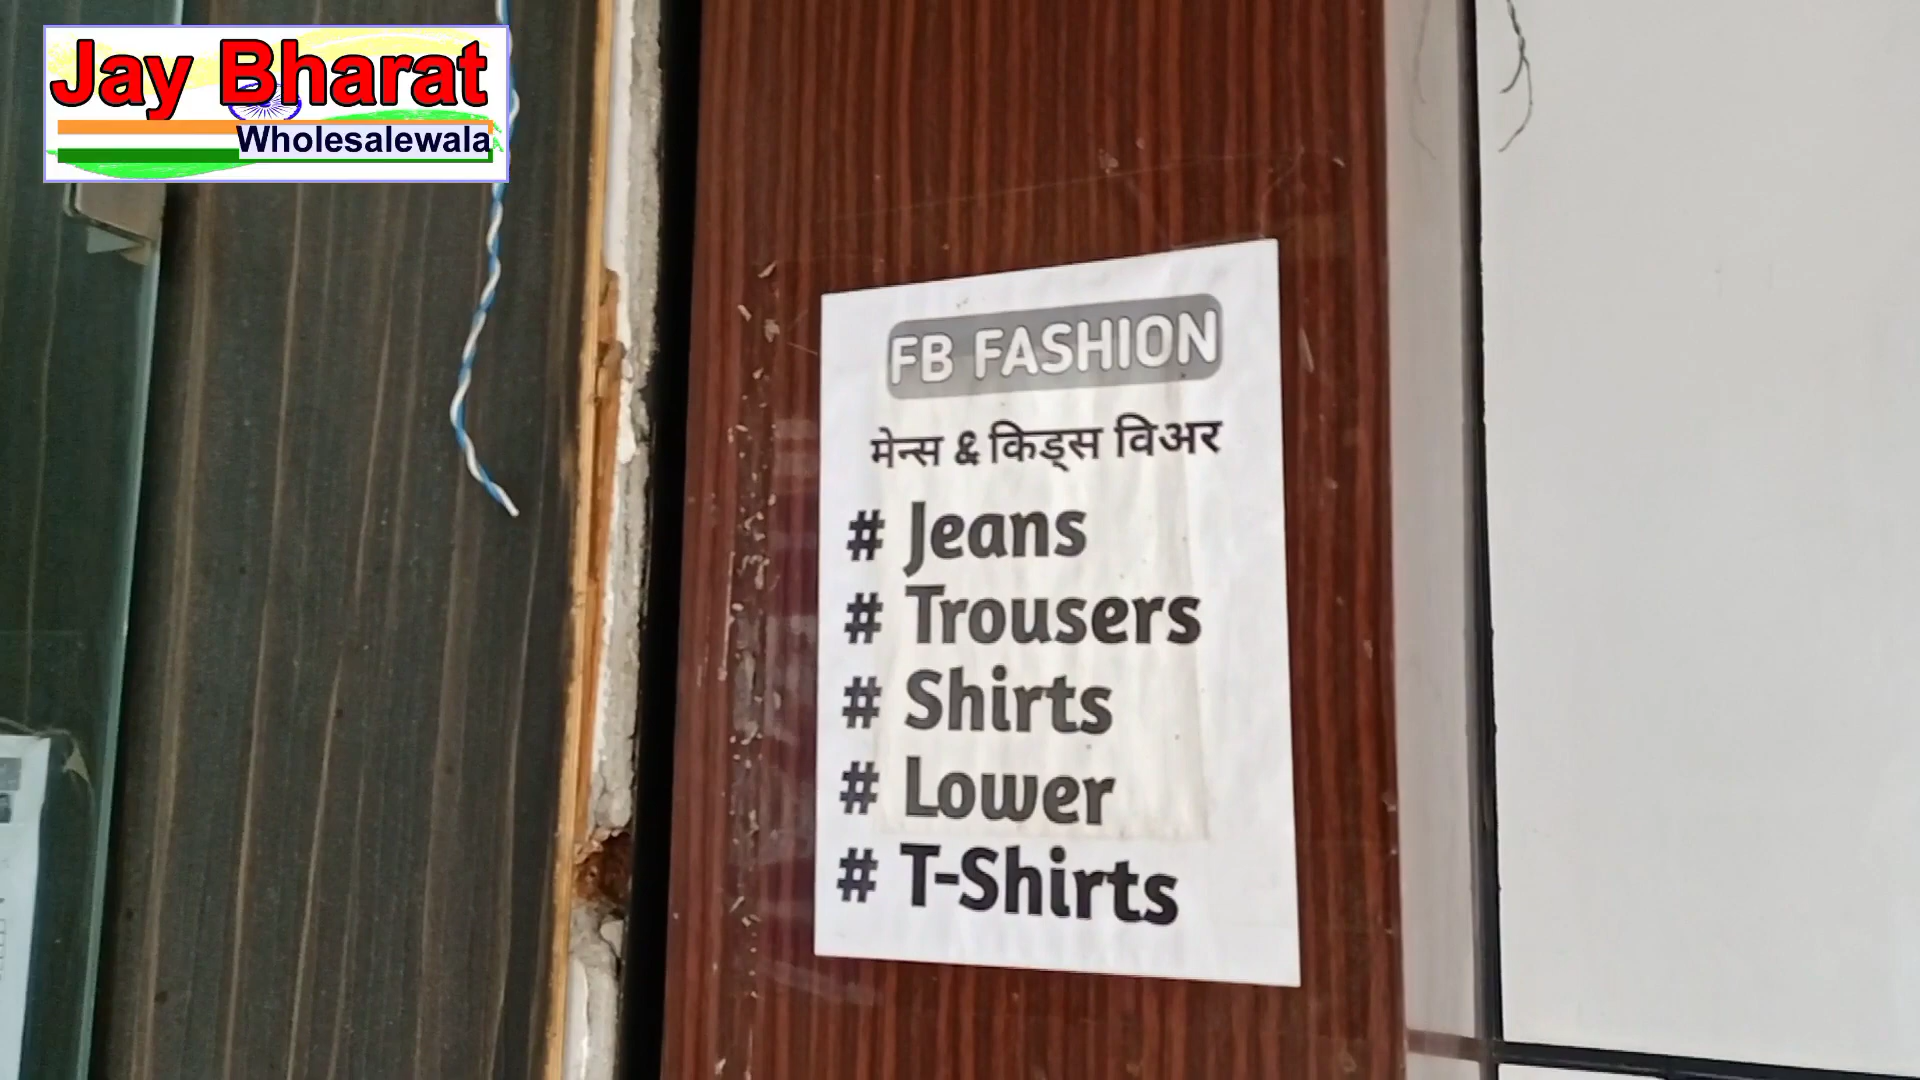 Jay Bharat
Wholesalewala
FB FASHION
मेन्स & किड्स विअर
# Jeans
# Trousers
# Shirts
# Lower
# T-Shirts